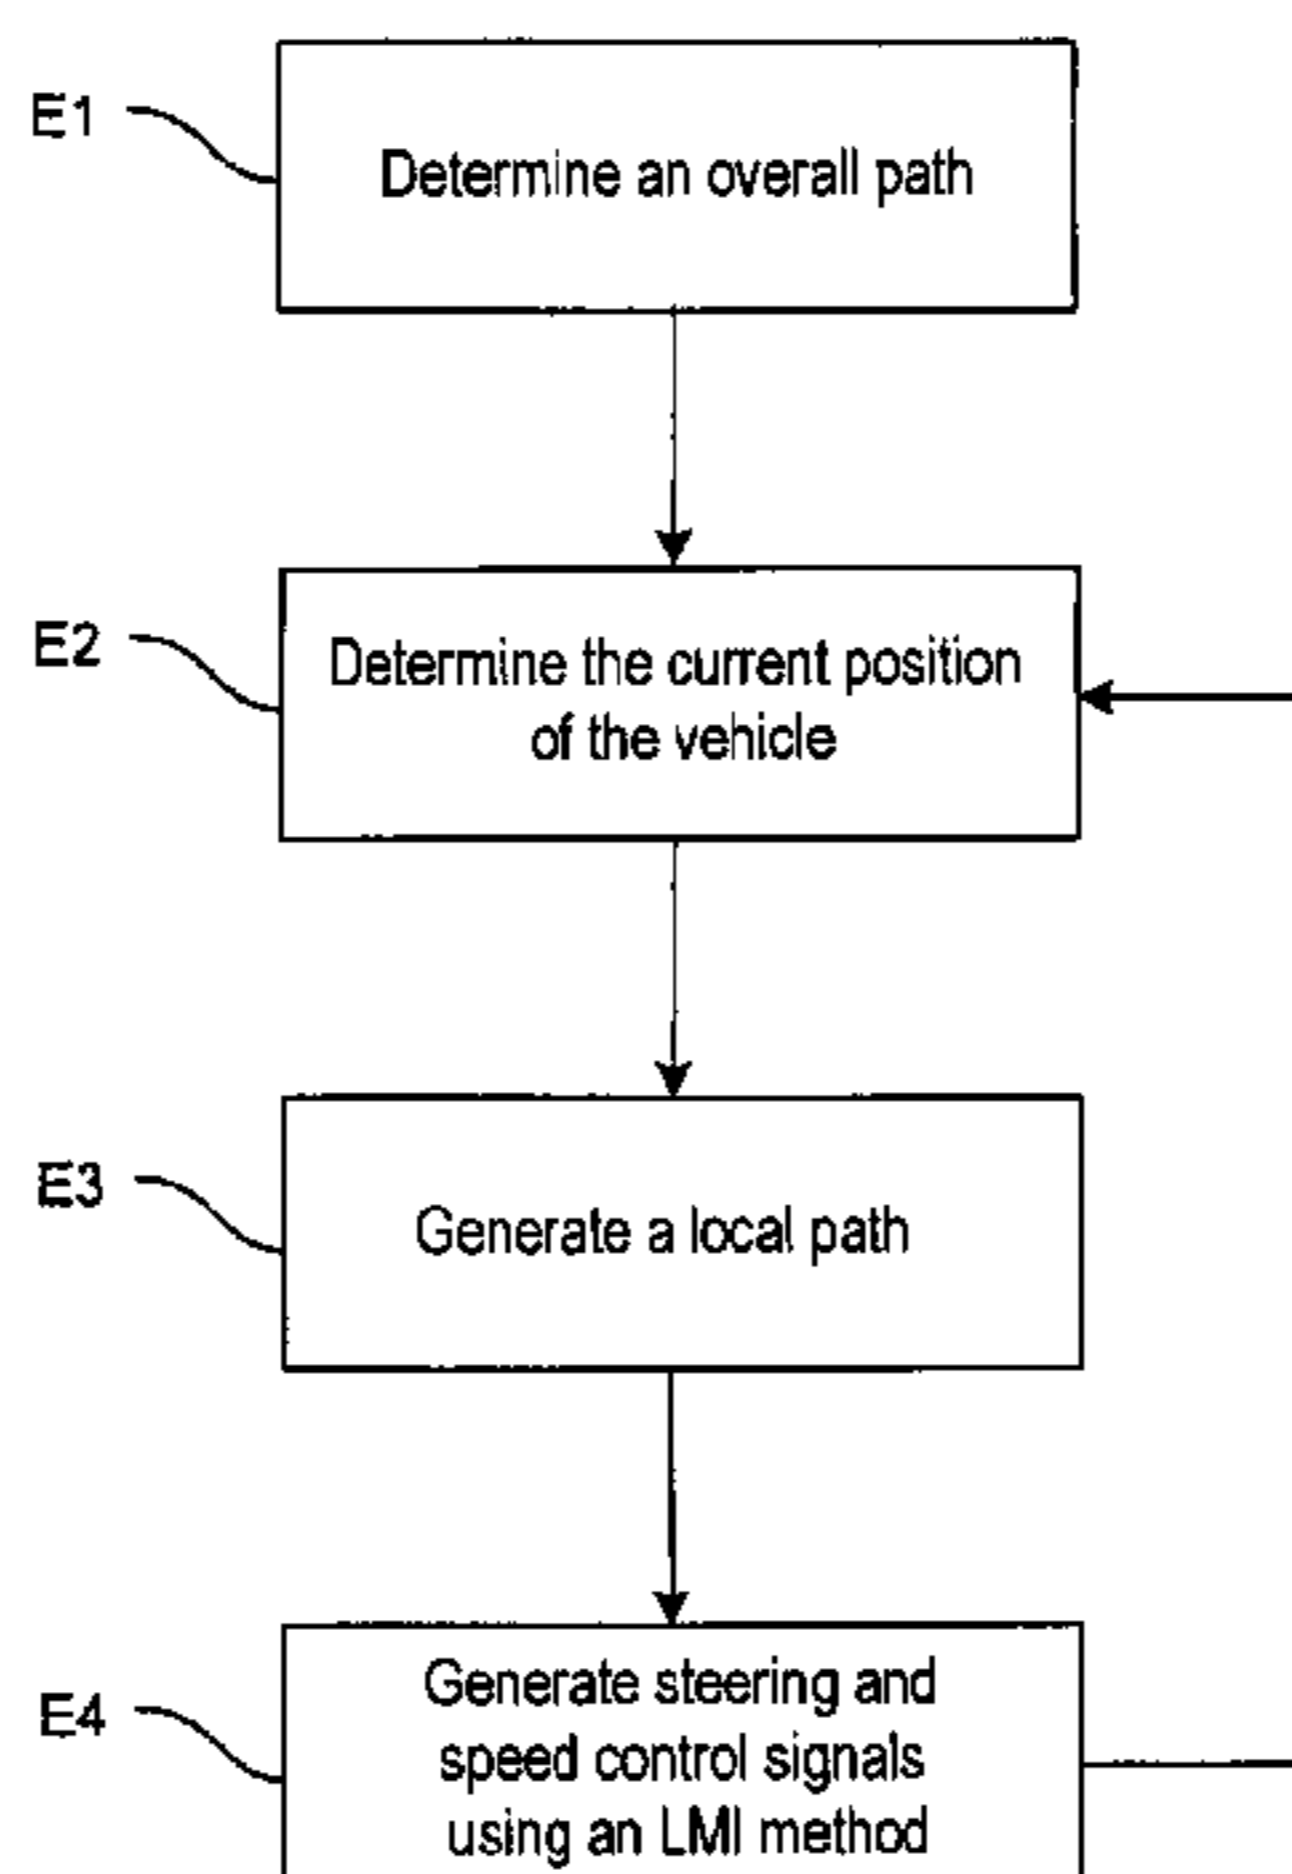 E1
Determine an overall path
E2
Determine the current position
of the vehicle
E3
Generate a local path
E4
Generate steering and
speed control signals
using an LMI method